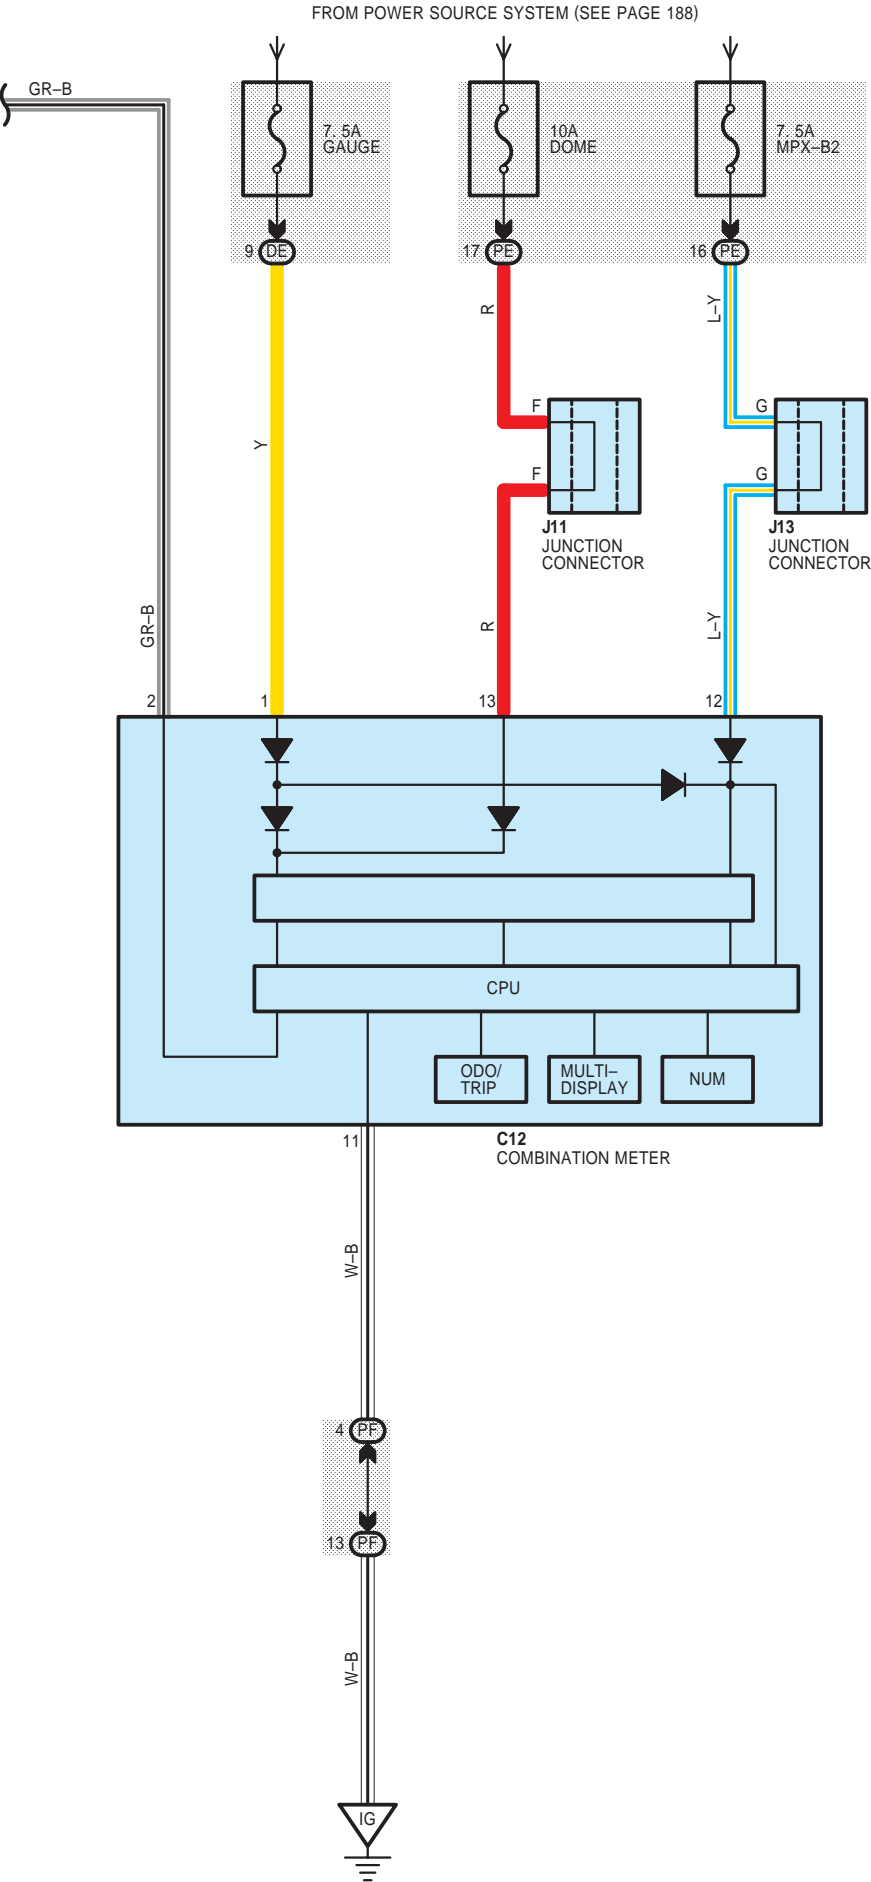 FROM POWER SOURCE SYSTEM (SEE PAGE 188)
GR–B
7. 5A
GAUGE
10A
DOME
7. 5A
MPX–B2
9 DE
17 PE
16 PE
R
L–Y
Y
F
G
F
G
J11
JUNCTION
CONNECTOR
J13
JUNCTION
CONNECTOR
GR–B
R
L–Y
2
1
13
12
CPU
ODO/
TRIP
MULTI–
DISPLAY
NUM
11
C12
COMBINATION METER
W–B
4 PF
13 PF
W–B
IG